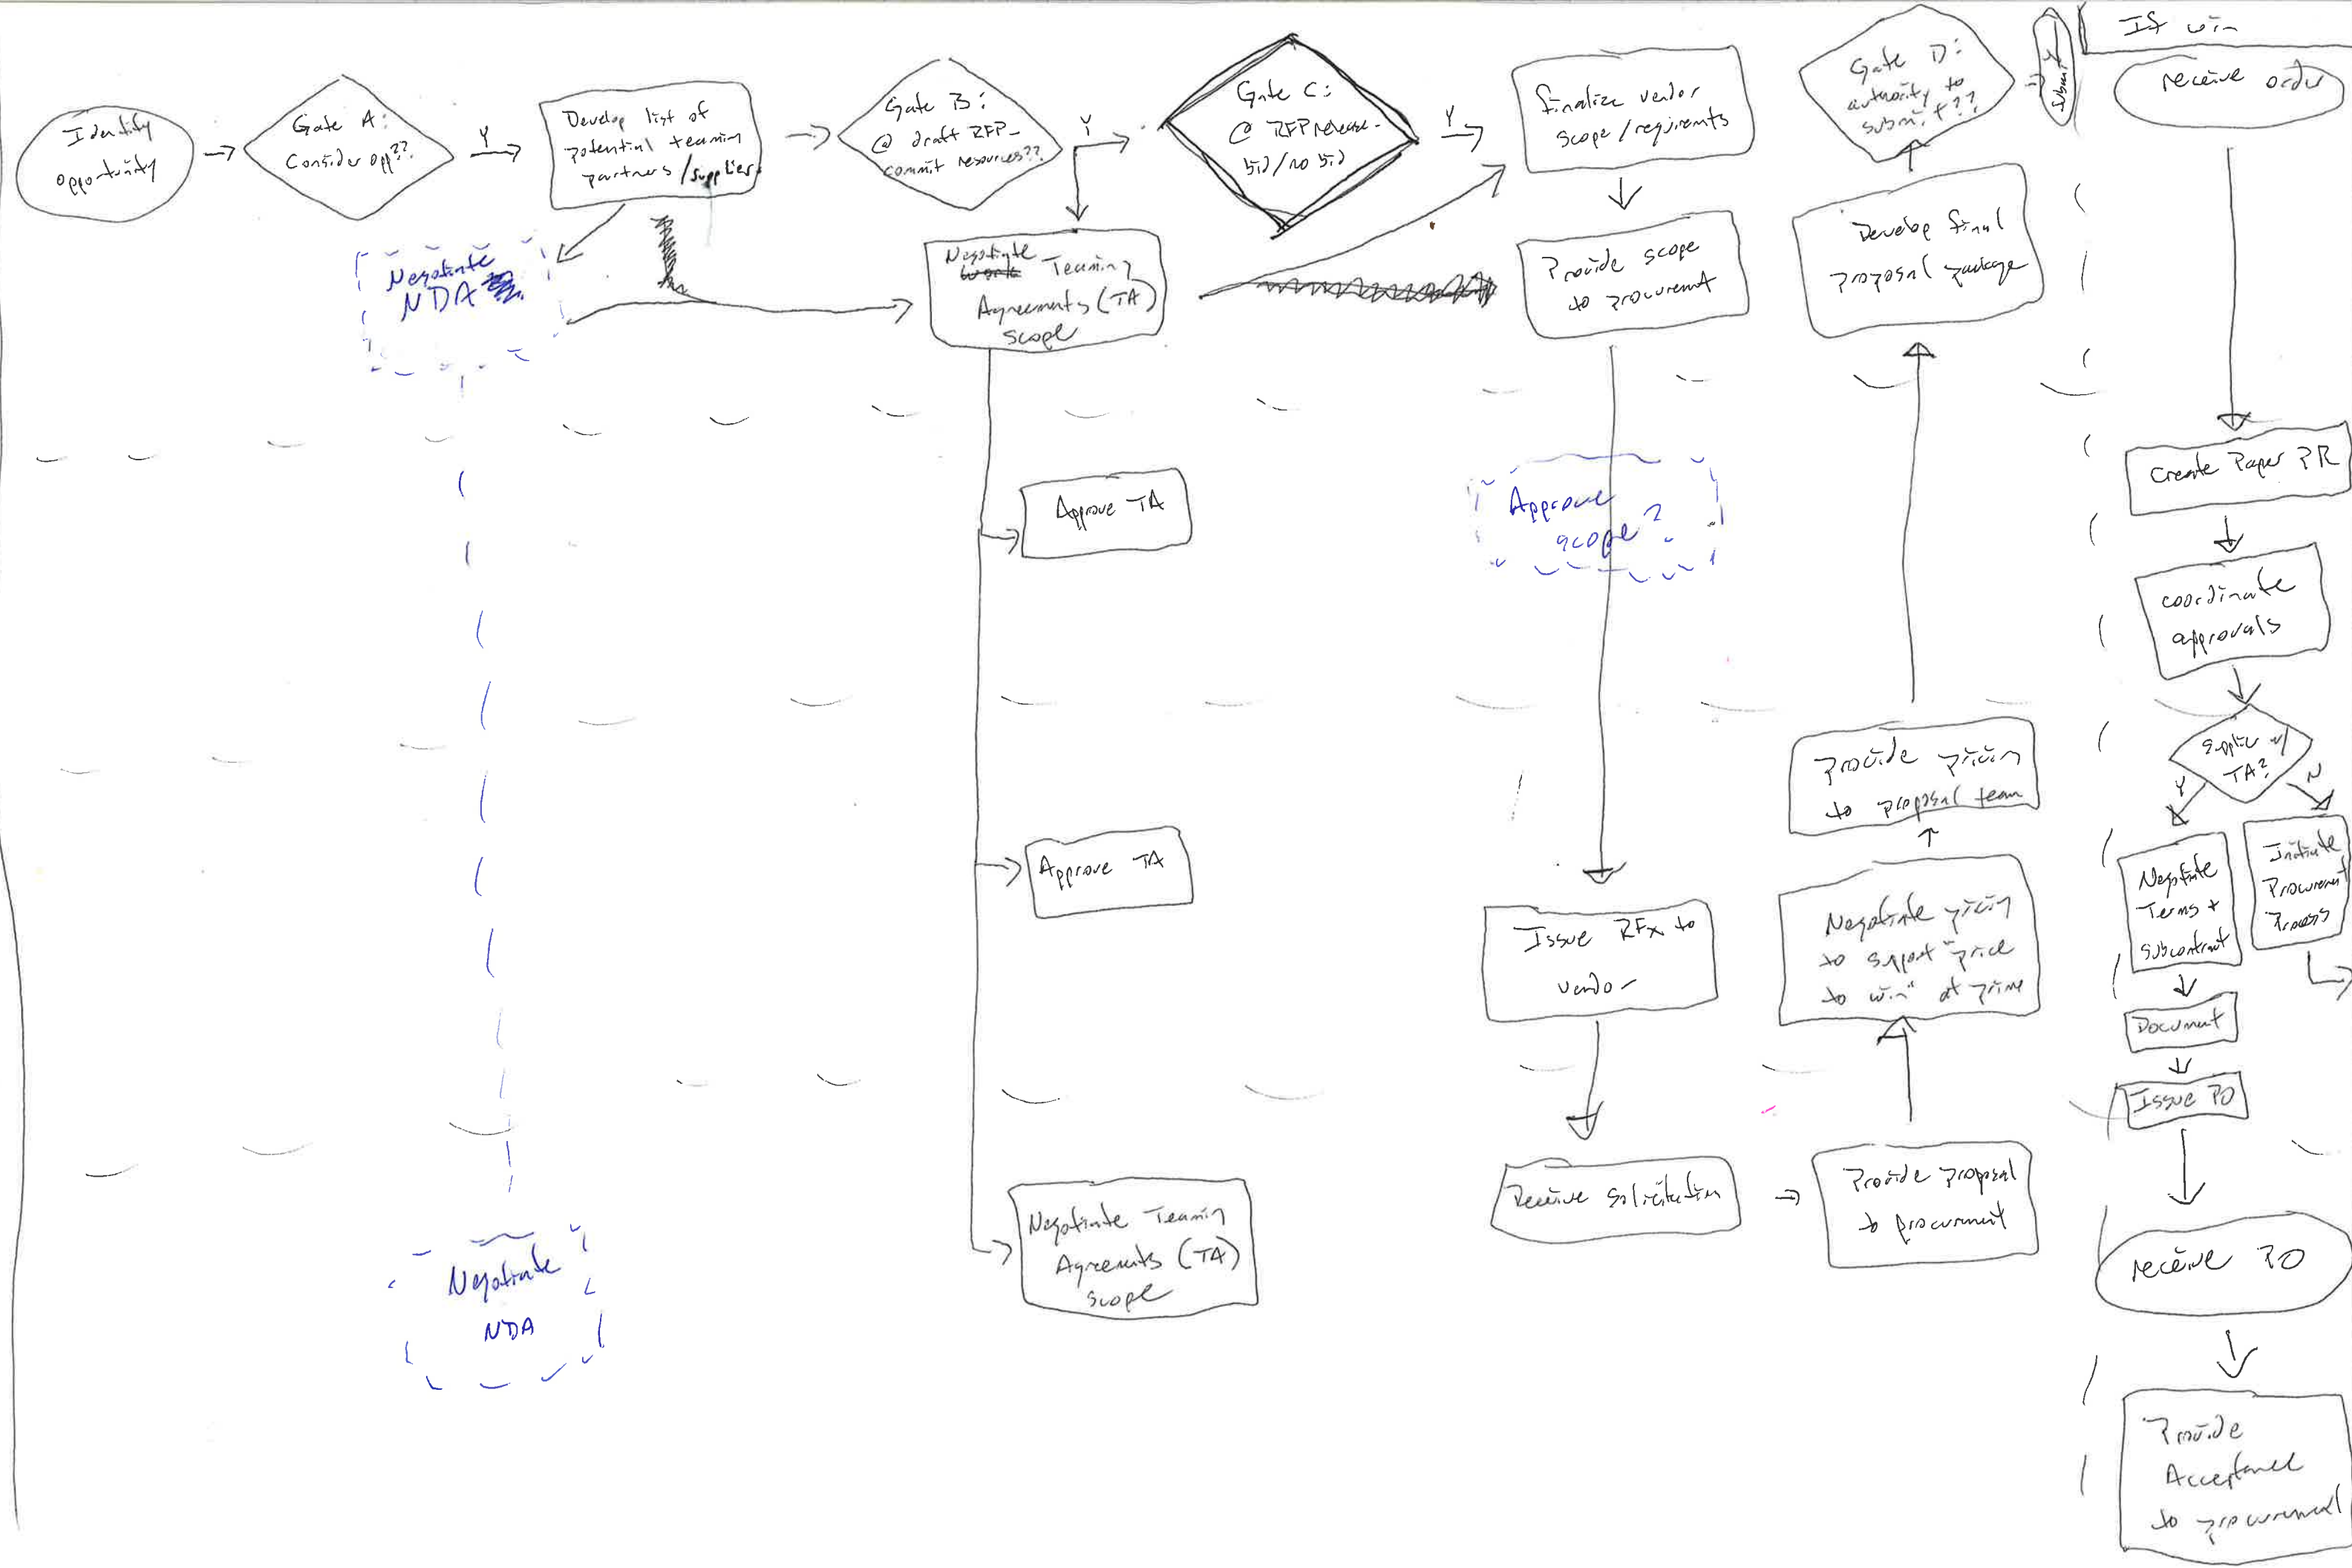 Identify
opportunity
Gate A:
Consider opp??
Y
Develop list of
potential teaming
partners /suppliers
Gate B:
@ draft RFP-
commit resources??
Y
Gate C:
@ RFP release-
bid/no bid
Y
finalize vendor
scope/requirements
Gate D:
authority to
submit??
Submit
If win
receive order
Negotiate
NDA
Negotiate
Teaming
Agreements (TA)
scope
Provide scope
to procurement
Develop final
proposal package
Approve TA
Approve
scope?
Create Paper PR
coordinate
approvals
Supplier w/
TA?
Y
N
Approve TA
Provide pricing
to proposal team
Negotiate
Terms +
Subcontract
Initiate
Procurement
Process
Issue RFx to
vendor
Negotiate pricing
to support "price
to win" at prime
Document
Issue PO
Negotiate Teaming
Agreements (TA)
scope
Receive Solicitation
Provide proposal
to procurement
receive PO
Negotiate
NDA
Provide
Acceptance
to procurement